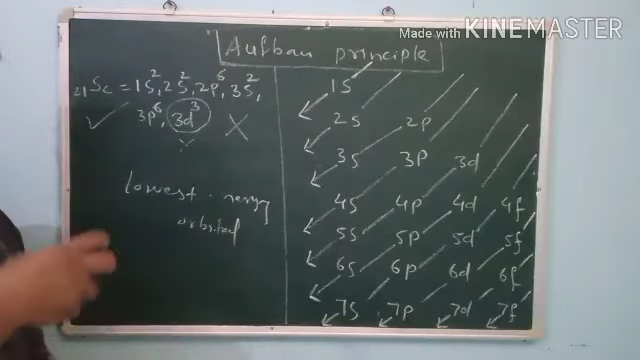 Made with KINEMASTER
Aufbau principle
₂₁Sc = 1S², 2S², 2p⁶, 3S²,
3p⁶, 3d³
lowest energy
orbital
1S
2S 2p
3S 3p 3d
4S 4p 4d 4f
5S 5p 5d 5f
6S 6p 6d 6f
7S 7p 7d 7f